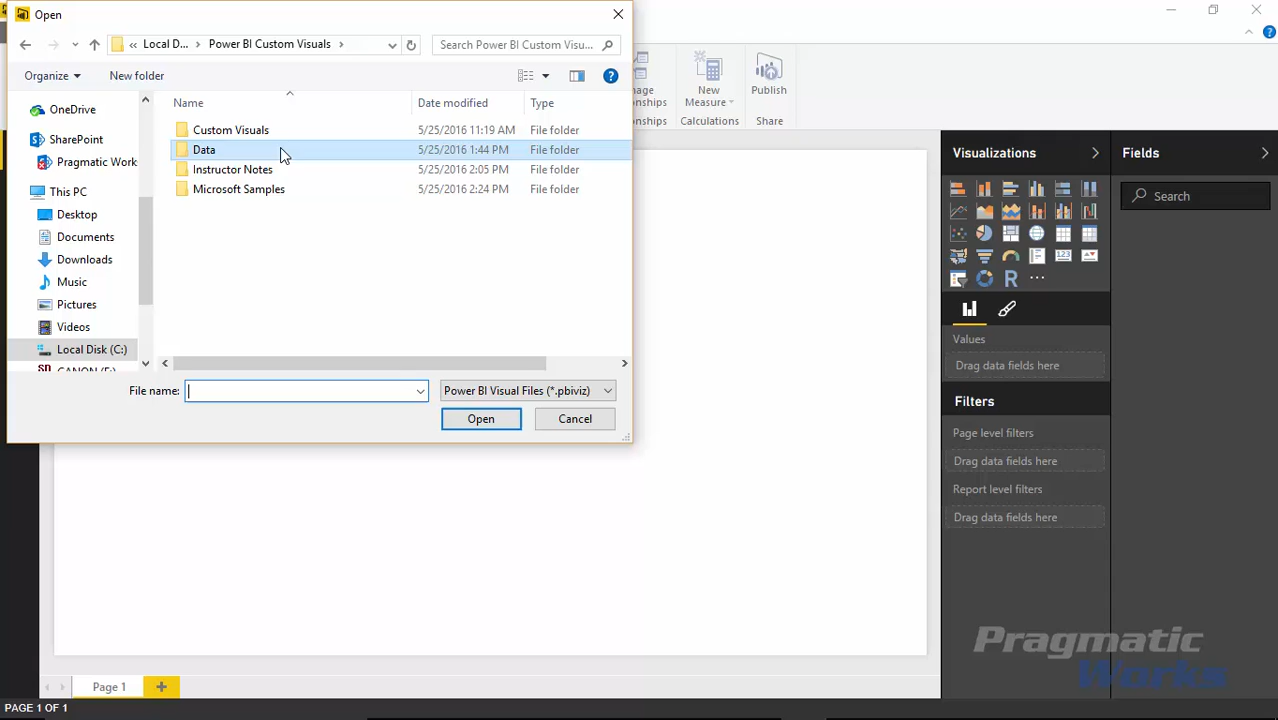 Open
Local D...
Power BI Custom Visuals
Search Power BI Custom Visu...
Organize
New folder
Name
Date modified
Type
OneDrive
SharePoint
Pragmatic Work
This PC
Desktop
Documents
Downloads
Music
Pictures
Videos
Local Disk (C:)
Custom Visuals 5/25/2016 11:19 AM File folder
Data 5/25/2016 1:44 PM File folder
Instructor Notes 5/25/2016 2:05 PM File folder
Microsoft Samples 5/25/2016 2:24 PM File folder
File name:
Power BI Visual Files (*.pbiviz)
Open
Cancel
New
Measure
Calculations
Publish
Share
Visualizations
Fields
Search
123
R
Values
Drag data fields here
Filters
Page level filters
Drag data fields here
Report level filters
Drag data fields here
Pragmatic
Works
Page 1
PAGE 1 OF 1